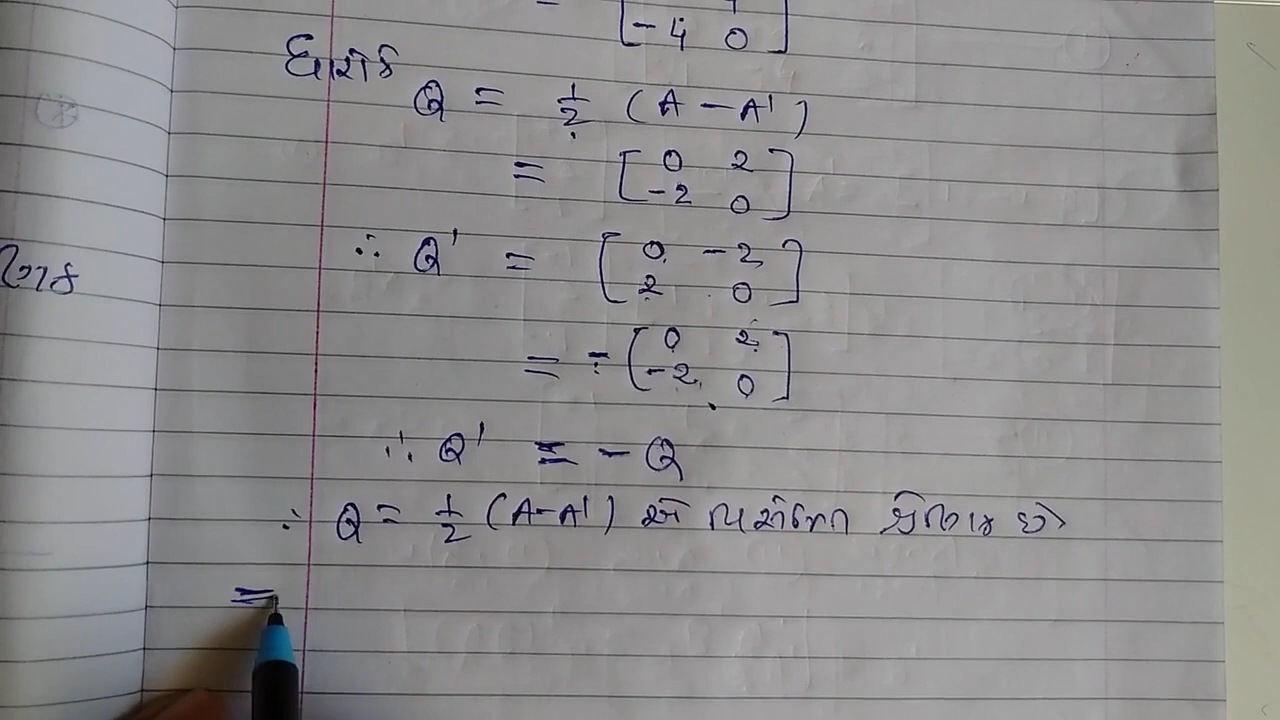 = [
-4 0 ]
ધારો કે
Q = 1/2 (A - A')
= [ 0 2
-2 0 ]
∴ Q' = [ 0 -2
2 0 ]
= - [ 0 2
-2 0 ]
∴ Q' = - Q
∴ Q = 1/2 (A-A') એ વિસંમિત શ્રેણિક છે
=